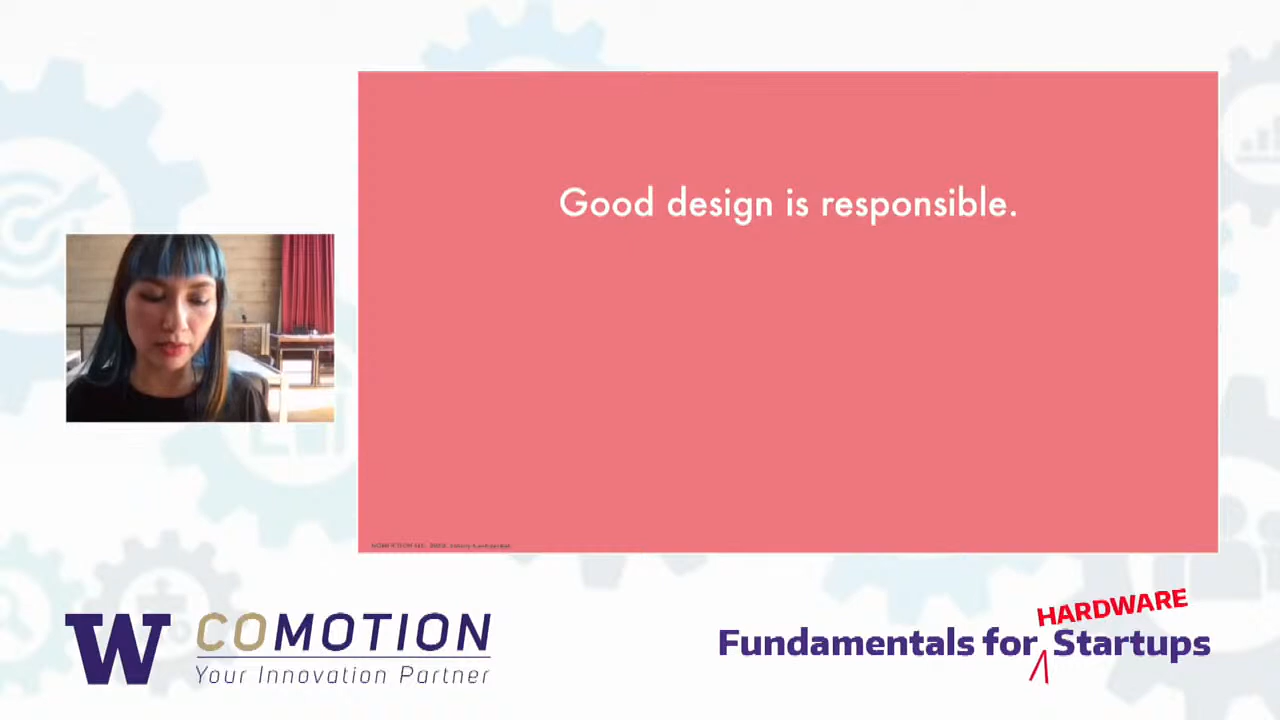 Good design is responsible.
W COMOTION
Your Innovation Partner
HARDWARE
Fundamentals for Startups